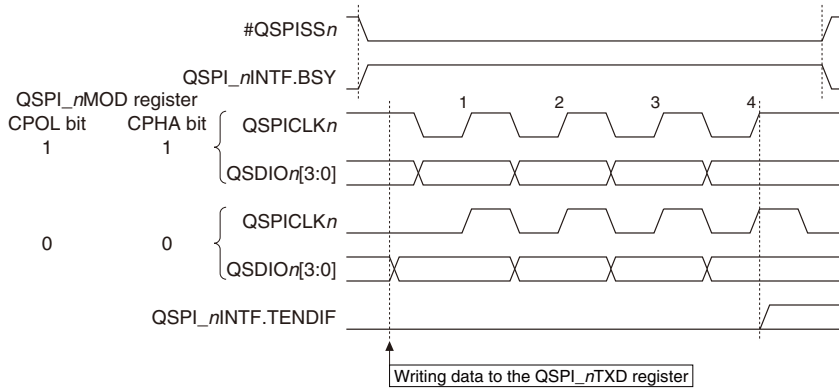 #QSPISSn
QSPI_nINTF.BSY
QSPI_nMOD register
CPOL bit CPHA bit
1 2 3 4
QSPICLKn
1 1
QSDIOn[3:0]
QSPICLKn
0 0
QSDIOn[3:0]
QSPI_nINTF.TENDIF
Writing data to the QSPI_nTXD register